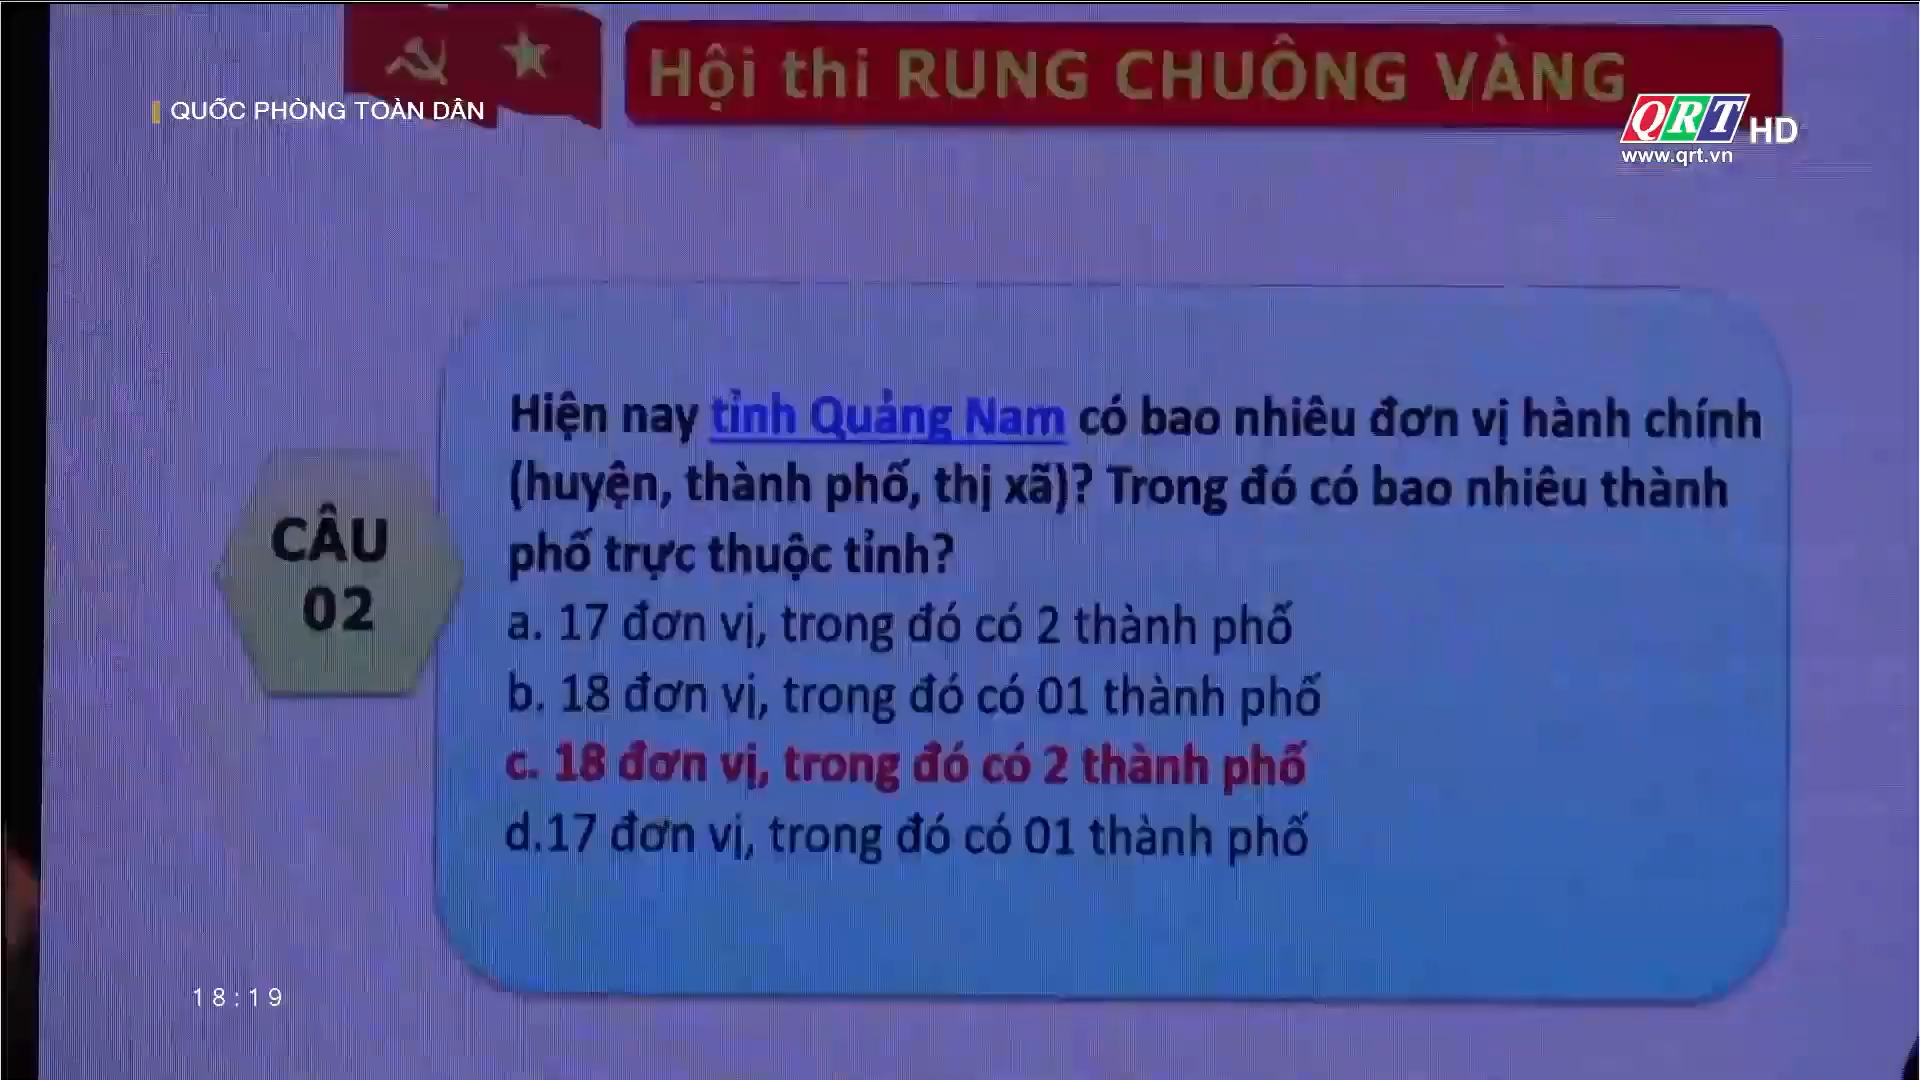 Hội thi RUNG CHUÔNG VÀNG
QUỐC PHÒNG TOÀN DÂN
QRT HD
www.qrt.vn
Hiện nay tỉnh Quảng Nam có bao nhiêu đơn vị hành chính
(huyện, thành phố, thị xã)? Trong đó có bao nhiêu thành
phố trực thuộc tỉnh?
CÂU
02
a. 17 đơn vị, trong đó có 2 thành phố
b. 18 đơn vị, trong đó có 01 thành phố
c. 18 đơn vị, trong đó có 2 thành phố
d.17 đơn vị, trong đó có 01 thành phố
18:19